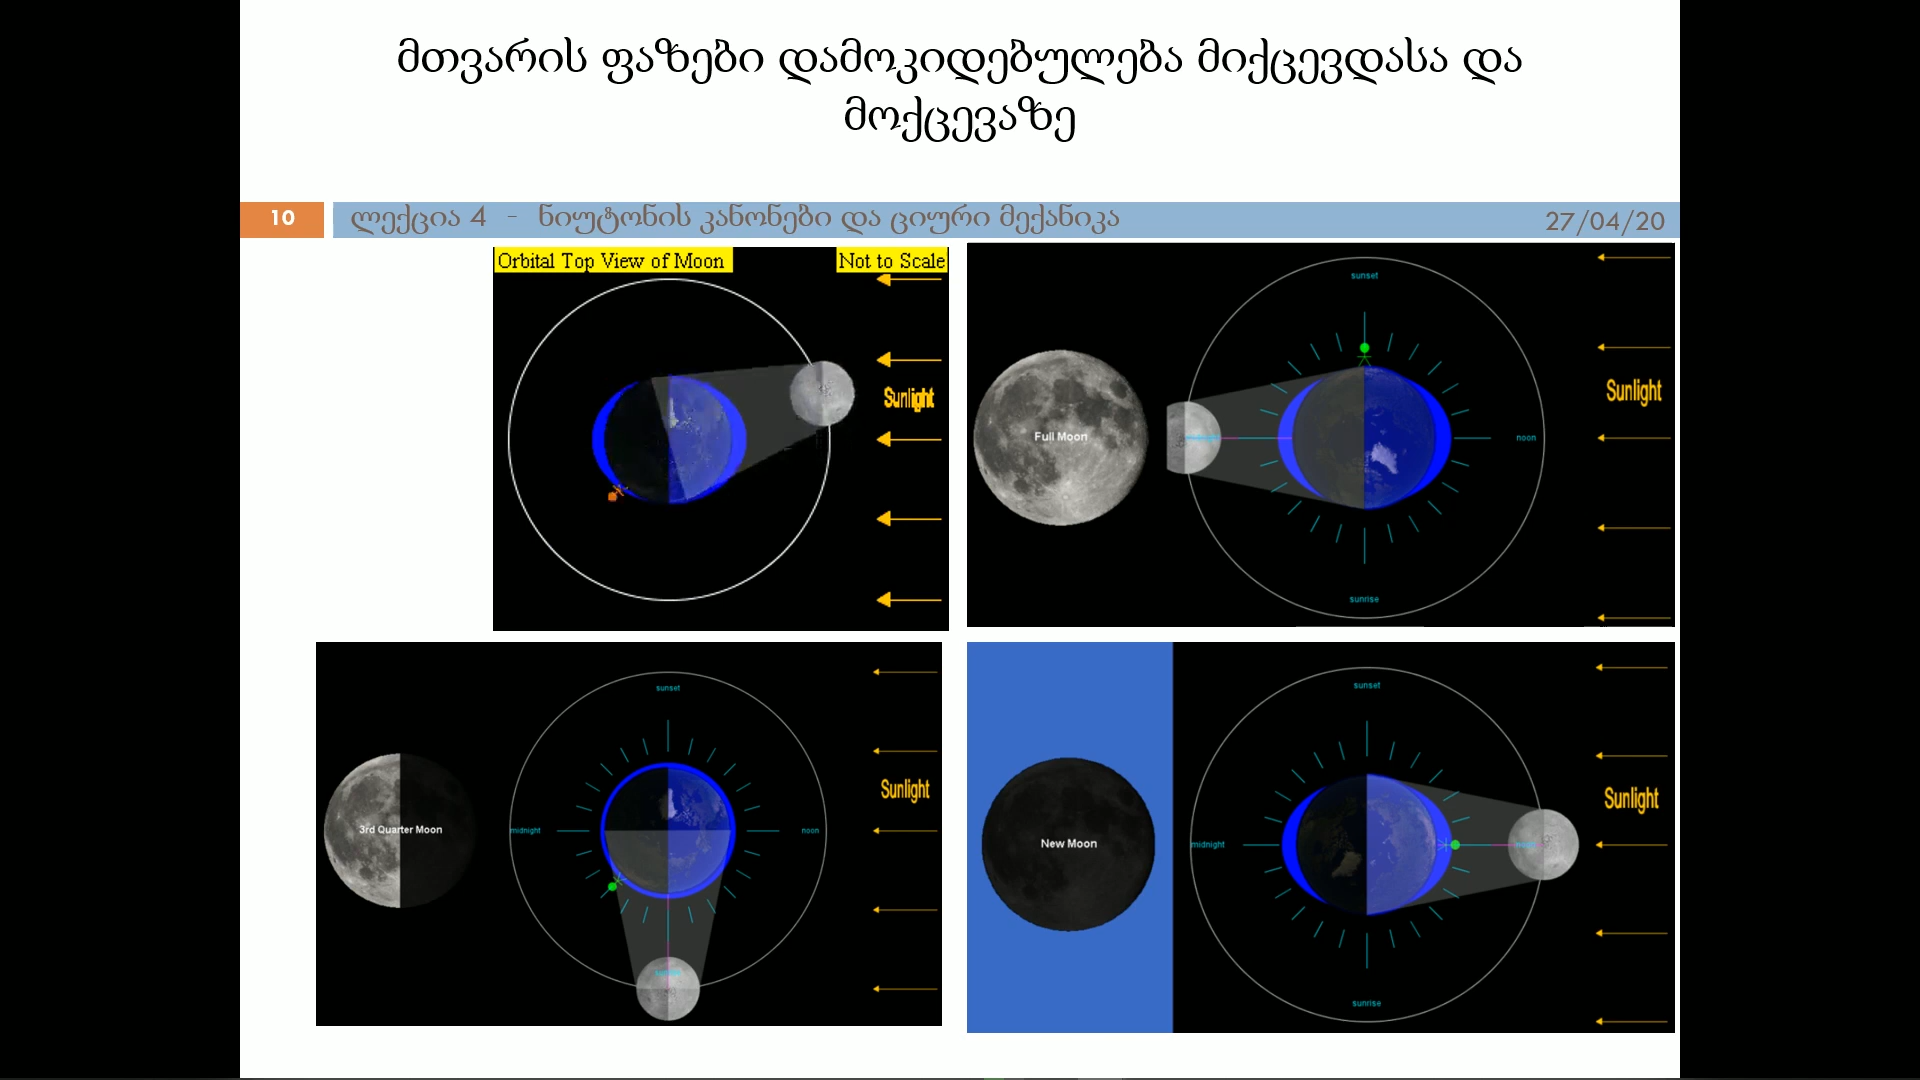 მთვარის ფაზები დამოკიდებულება მიქცევდასა და
მოქცევაზე
10
ლექცია 4 - ნიუტონის კანონები და ციური მექანიკა
27/04/20
Orbital Top View of Moon
Not to Scale
Sunlight
sunset
Full Moon
noon
sunrise
Sunlight
sunset
3rd Quarter Moon
midnight
noon
Sunlight
sunset
New Moon
midnight
noon
sunrise
Sunlight